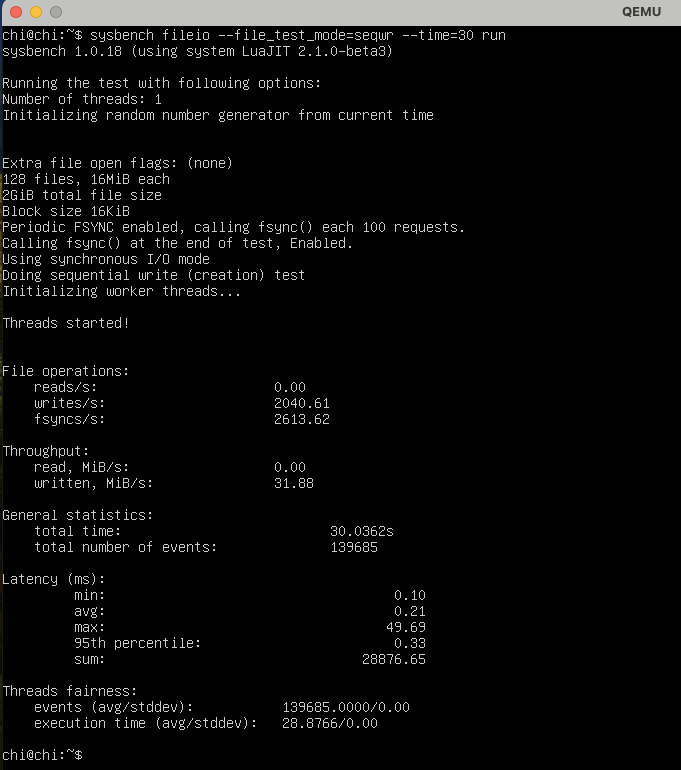 QEMU
chi@chi:~$ sysbench fileio --file_test_mode=seqwr --time=30 run
sysbench 1.0.18 (using system LuaJIT 2.1.0-beta3)
Running the test with following options:
Number of threads: 1
Initializing random number generator from current time
Extra file open flags: (none)
128 files, 16MiB each
2GiB total file size
Block size 16KiB
Periodic FSYNC enabled, calling fsync() each 100 requests.
Calling fsync() at the end of test, Enabled.
Using synchronous I/O mode
Doing sequential write (creation) test
Initializing worker threads...
Threads started!
File operations:
reads/s: 0.00
writes/s: 2040.61
fsyncs/s: 2613.62
Throughput:
read, MiB/s: 0.00
written, MiB/s: 31.88
General statistics:
total time: 30.0362s
total number of events: 139685
Latency (ms):
min: 0.10
avg: 0.21
max: 49.69
95th percentile: 0.33
sum: 28876.65
Threads fairness:
events (avg/stddev): 139685.0000/0.00
execution time (avg/stddev): 28.8766/0.00
chi@chi:~$